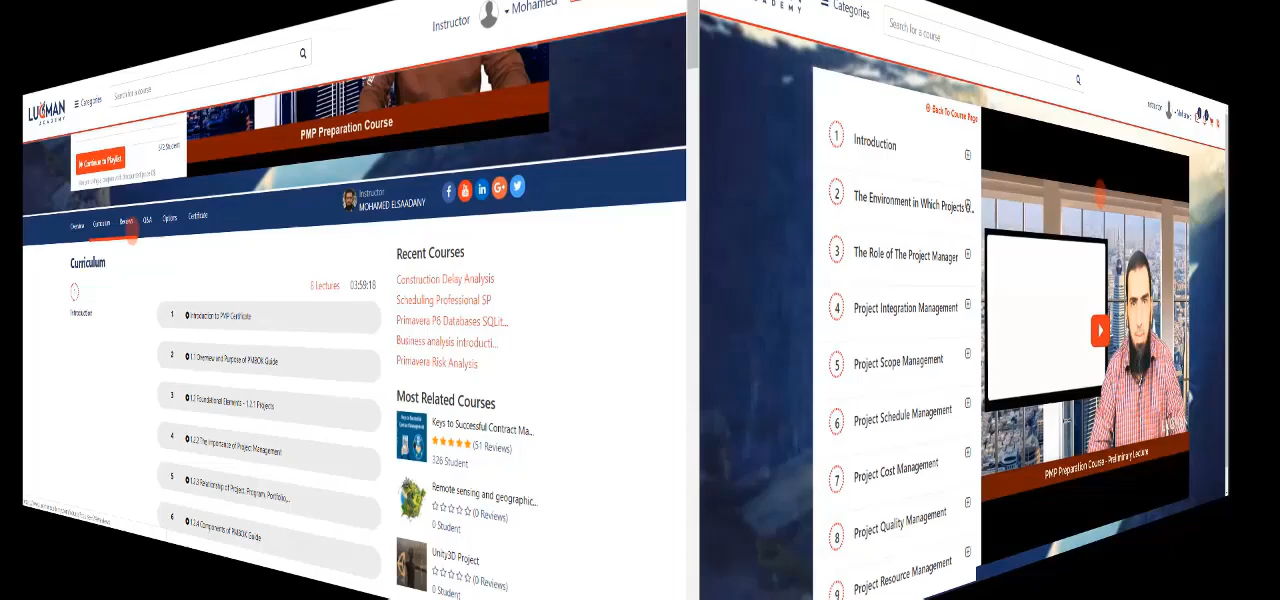 LUQMAN
ACADEMY
Categories
Search for a course
Instructor
Mohamed
PMP Preparation Course
572 Student
Continue to Playlist
Instructor
MOHAMED ELSAADANY
Overview
Curriculum
Reviews
Q&A
Options
Certificate
Curriculum
1
Introduction
6 Lectures 03:59:18
1 Introduction to PMP Certificate
2 1.1 Overview and Purpose of PMBOK Guide
3 1.2 Foundational Elements - 1.2.1 Projects
4 1.2.2 The Importance of Project Management
5 1.2.3 Relationship of Project, Program, Portfolio,...
6 1.2.4 Components of PMBOK Guide
Recent Courses
Construction Delay Analysis
Scheduling Professional SP
Primavera P6 Databases SQLit...
Business analysis introducti...
Primavera Risk Analysis
Most Related Courses
Keys to Successful Contract Ma...
(51 Reviews)
326 Student
Remote sensing and geographic...
(0 Reviews)
0 Student
Unity3D Project
(0 Reviews)
0 Student
Categories
Search for a course
Instructor
Back To Course Page
1 Introduction
2 The Environment in Which Projects O...
3 The Role of The Project Manager
4 Project Integration Management
5 Project Scope Management
6 Project Schedule Management
7 Project Cost Management
8 Project Quality Management
9 Project Resource Management
PMP Preparation Course - Preliminary Lecture